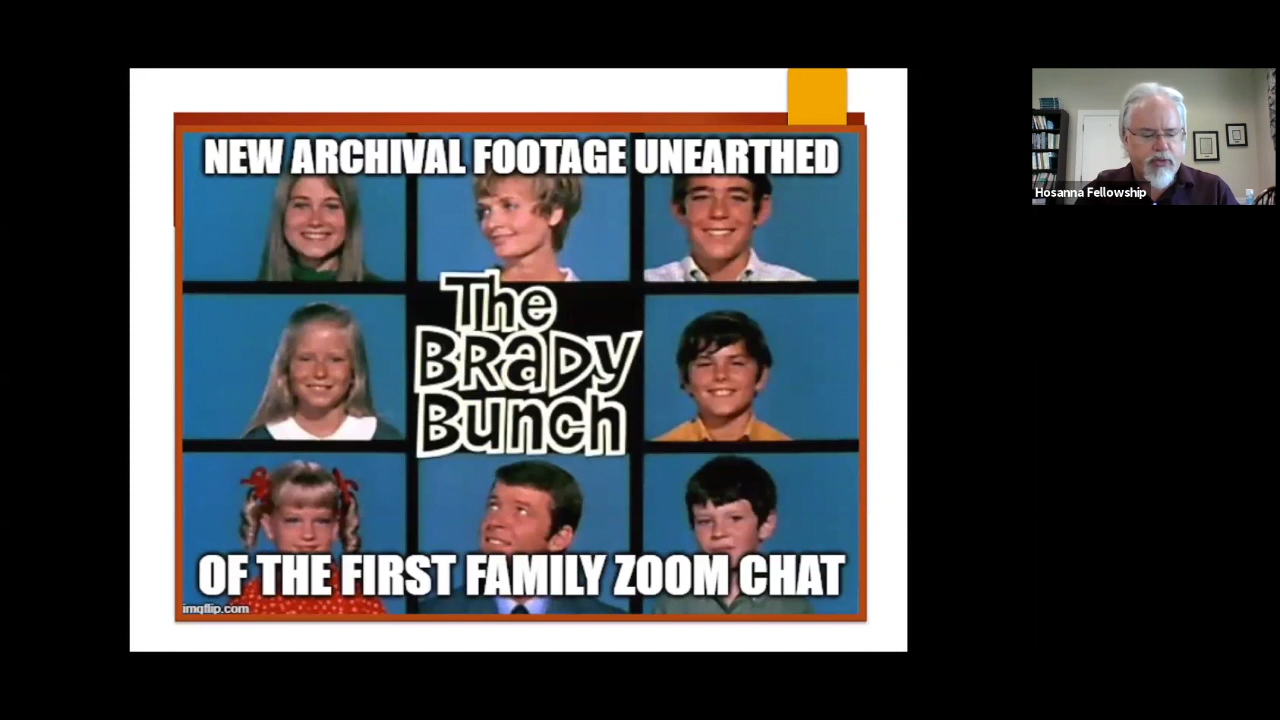 NEW ARCHIVAL FOOTAGE UNEARTHED
The
BRADY
BUNCH
OF THE FIRST FAMILY ZOOM CHAT
imgflip.com
Hosanna Fellowship